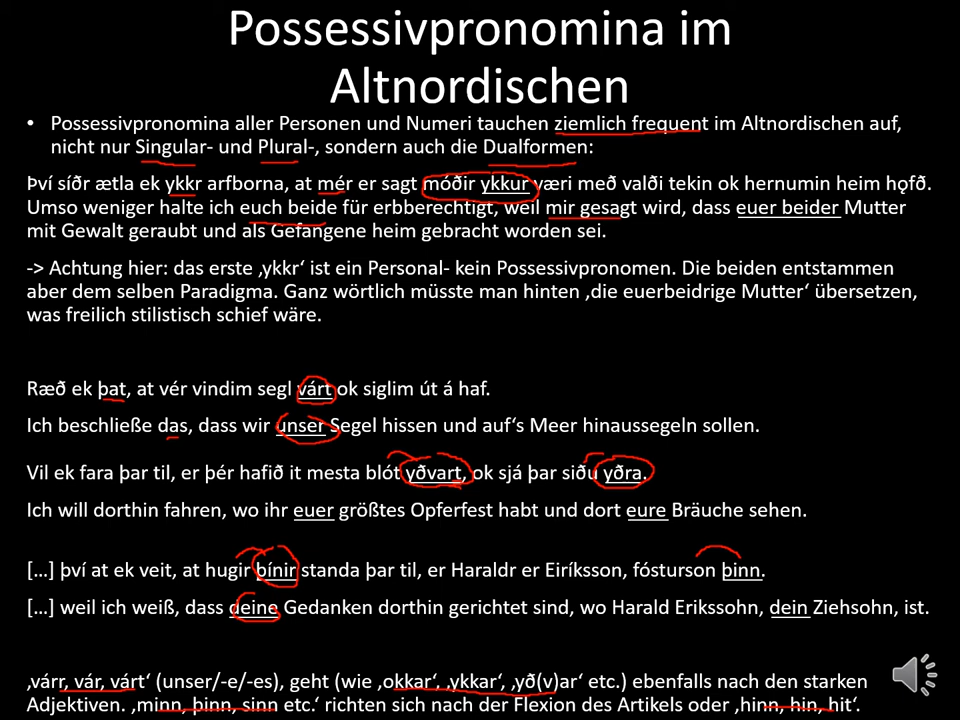 Possessivpronomina im
Altnordischen
• Possessivpronomina aller Personen und Numeri tauchen ziemlich frequent im Altnordischen auf,
nicht nur Singular- und Plural-, sondern auch die Dualformen:
Því síðr ætla ek ykkr arfborna, at mér er sagt móðir ykkur væri með valði tekin ok hernumin heim hǫfð.
Umso weniger halte ich euch beide für erbberechtigt, weil mir gesagt wird, dass euer beider Mutter
mit Gewalt geraubt und als Gefangene heim gebracht worden sei.
-> Achtung hier: das erste ‚ykkr‘ ist ein Personal- kein Possessivpronomen. Die beiden entstammen
aber dem selben Paradigma. Ganz wörtlich müsste man hinten ‚die euerbeidrige Mutter‘ übersetzen,
was freilich stilistisch schief wäre.
Ræð ek þat, at vér vindim segl várt ok siglim út á haf.
Ich beschließe das, dass wir unser Segel hissen und auf‘s Meer hinaussegeln sollen.
Vil ek fara þar til, er þér hafið it mesta blót yðvart, ok sjá þar siðu yðra.
Ich will dorthin fahren, wo ihr euer größtes Opferfest habt und dort eure Bräuche sehen.
[…] því at ek veit, at hugir þínir standa þar til, er Haraldr er Eiríksson, fósturson þinn.
[…] weil ich weiß, dass deine Gedanken dorthin gerichtet sind, wo Harald Erikssohn, dein Ziehsohn, ist.
‚várr, vár, várt‘ (unser/-e/-es), geht (wie ‚okkar‘, ‚ykkar‘, ‚yð(v)ar‘ etc.) ebenfalls nach den starken
Adjektiven. ‚minn, þinn, sinn etc.‘ richten sich nach der Flexion des Artikels oder ‚hinn, hin, hit‘.